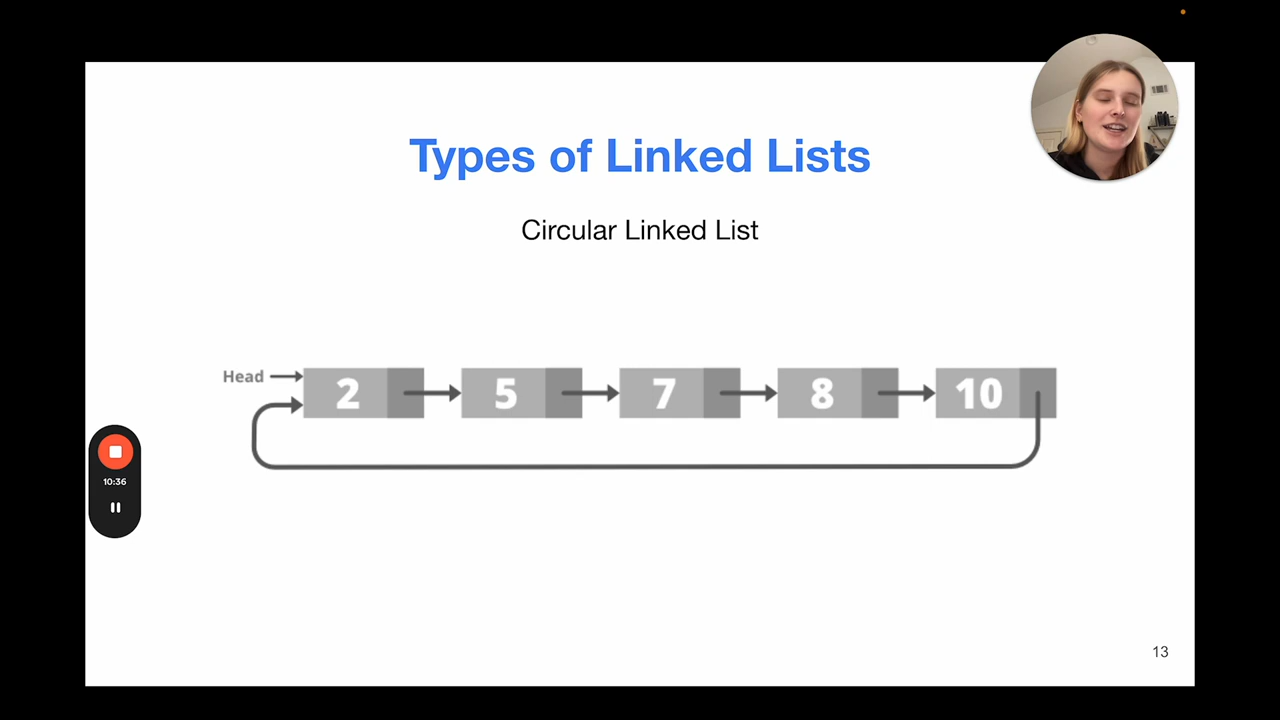 Types of Linked Lists
Circular Linked List
Head
2 5 7 8 10
10:36
13